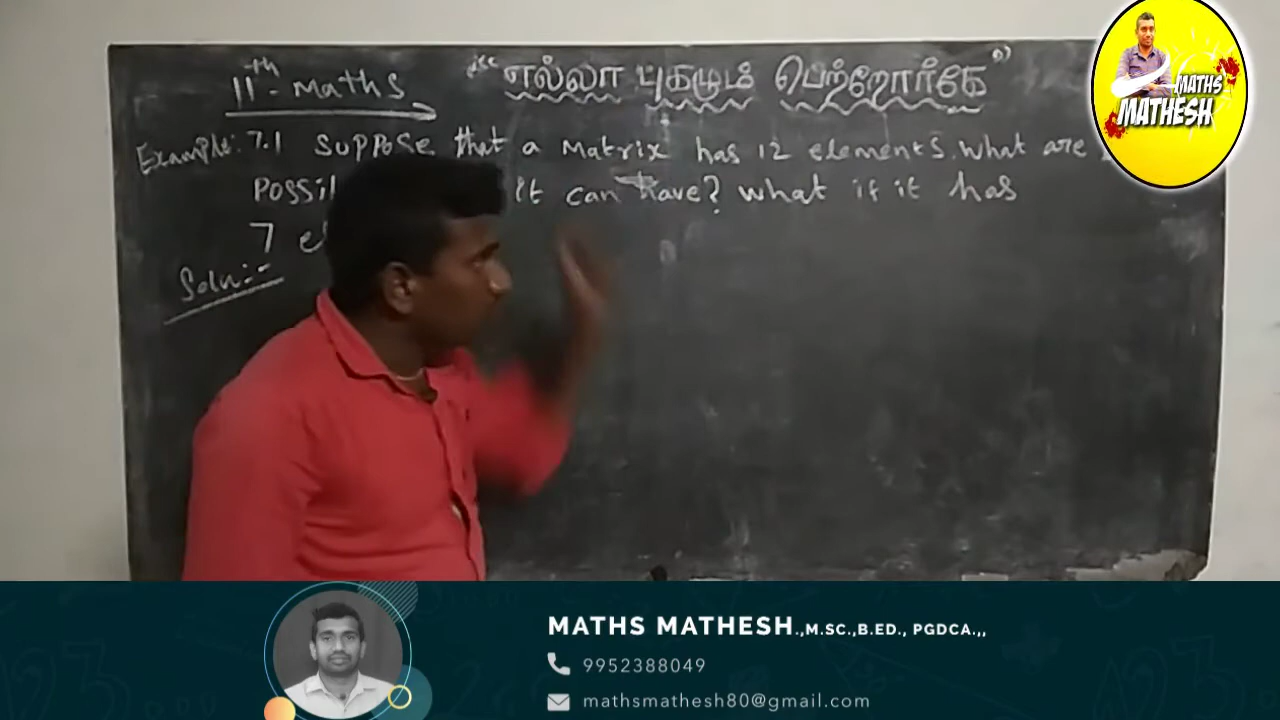 11th - Maths
எல்லா புகழும் பெற்றோர்கே
Example: 7.1 Suppose that a Matrix has 12 elements. What are
it can have? What if it has
7
Soln:-
MATHS
MATHESH
MATHS MATHESH.,M.SC.,B.ED., PGDCA.,,
9952388049
mathsmathesh80@gmail.com